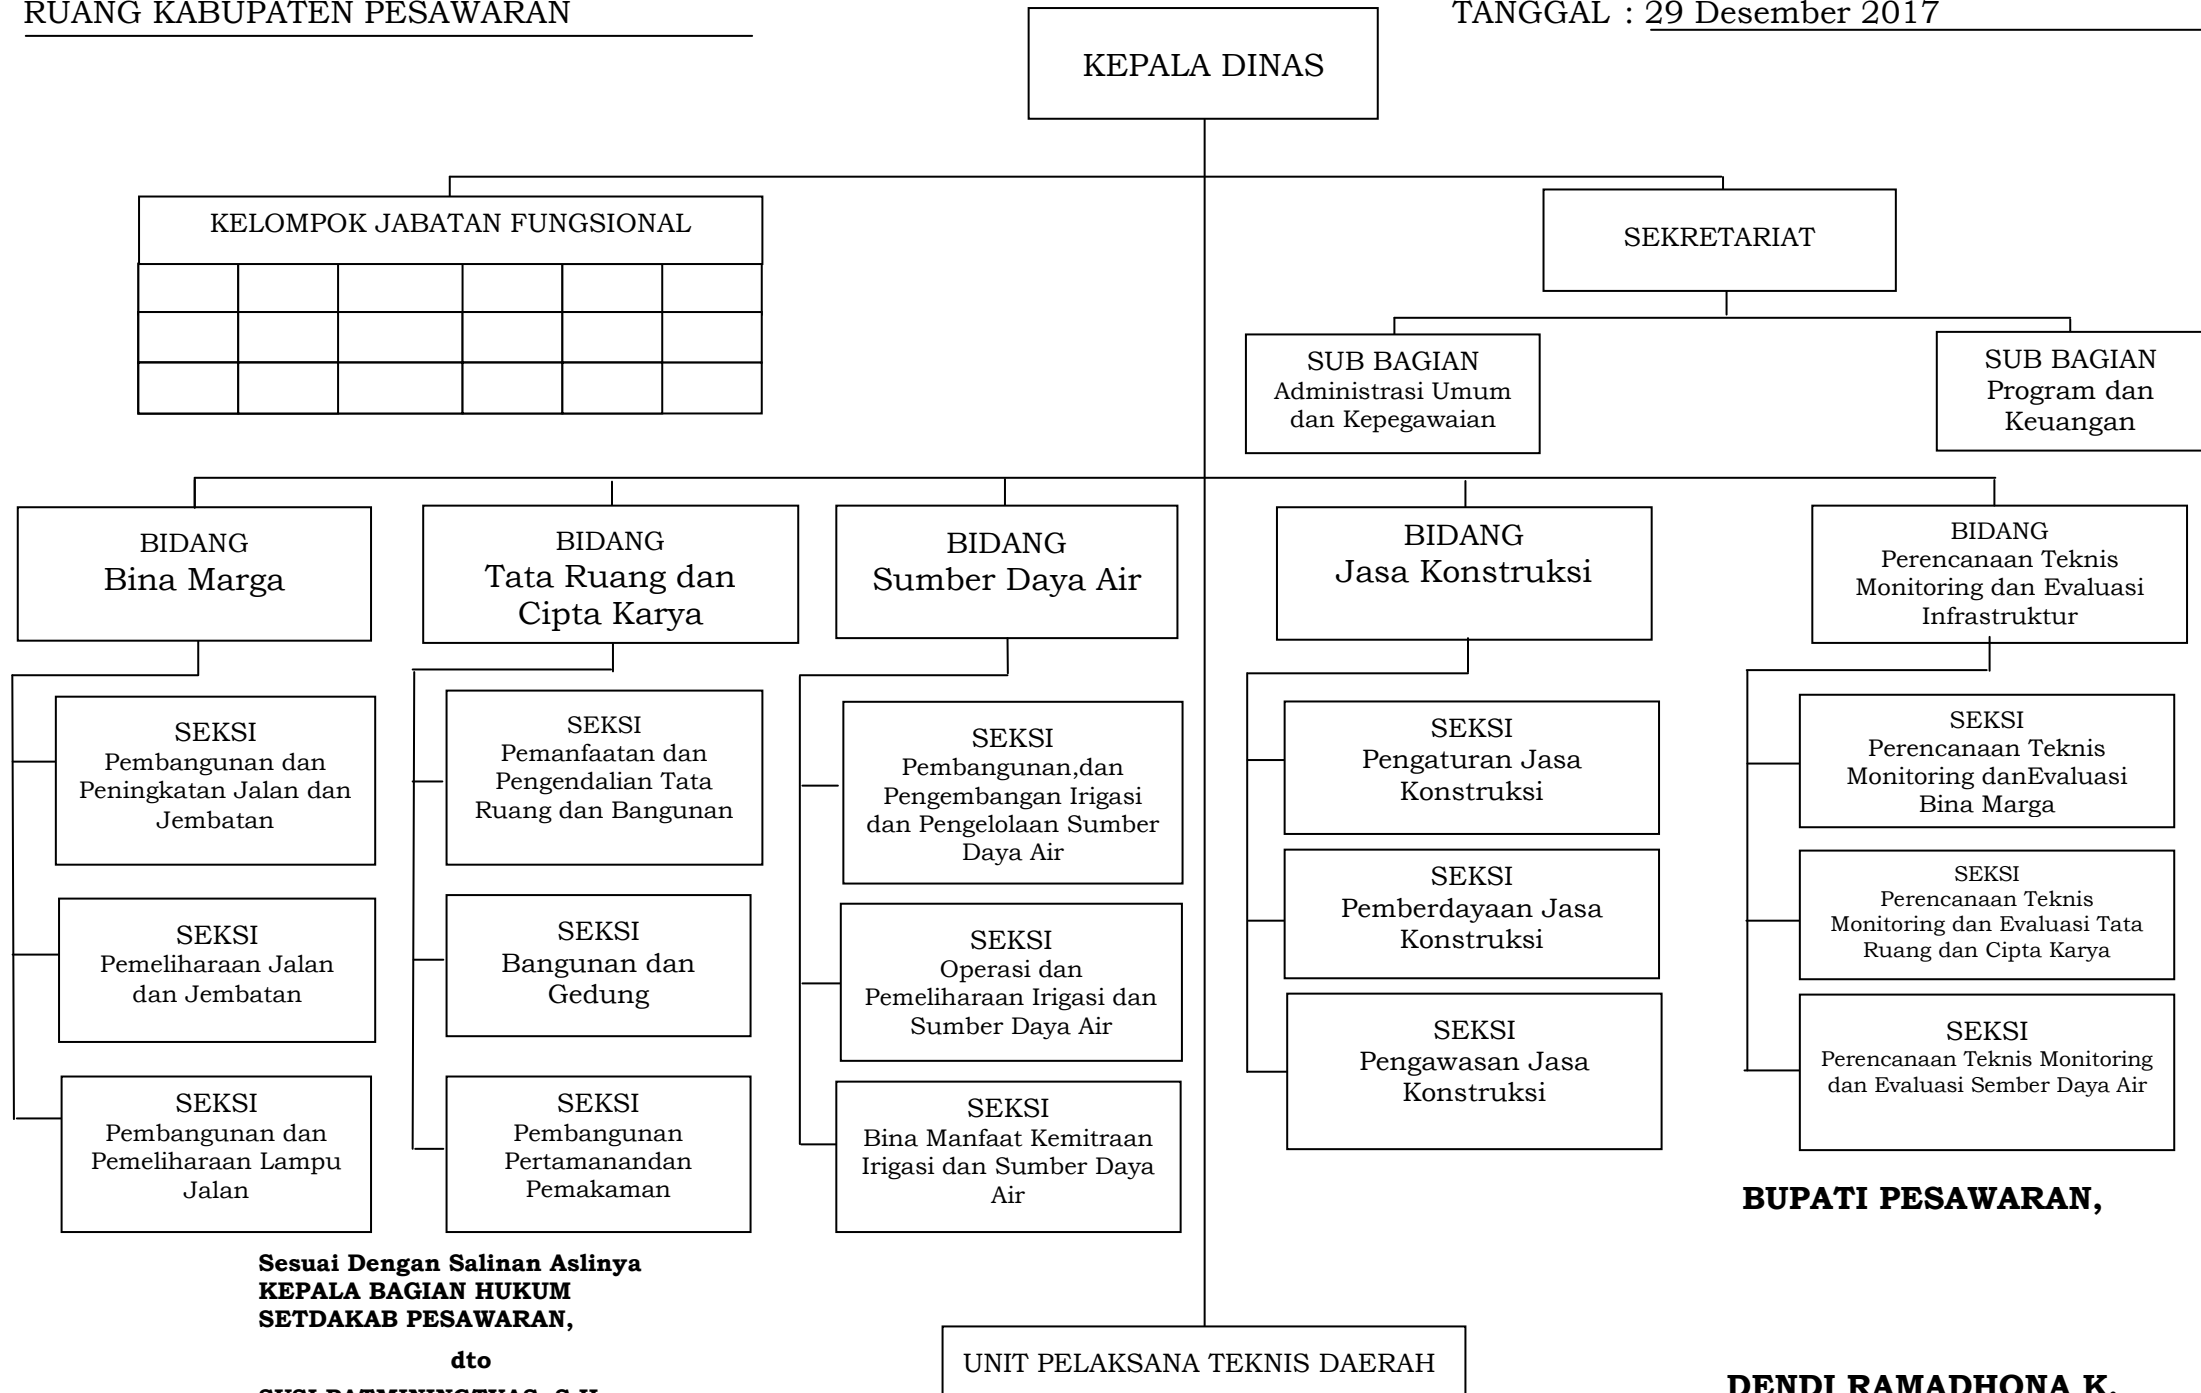 RUANG KABUPATEN PESAWARAN
TANGGAL : 29 Desember 2017
KEPALA DINAS
KELOMPOK JABATAN FUNGSIONAL
SEKRETARIAT
SUB BAGIAN
Administrasi Umum
dan Kepegawaian
SUB BAGIAN
Program dan
Keuangan
BIDANG
Bina Marga
BIDANG
Tata Ruang dan
Cipta Karya
BIDANG
Sumber Daya Air
BIDANG
Jasa Konstruksi
BIDANG
Perencanaan Teknis
Monitoring dan Evaluasi
Infrastruktur
SEKSI
Pembangunan dan
Peningkatan Jalan dan
Jembatan
SEKSI
Pemeliharaan Jalan
dan Jembatan
SEKSI
Pembangunan dan
Pemeliharaan Lampu
Jalan
SEKSI
Pemanfaatan dan
Pengendalian Tata
Ruang dan Bangunan
SEKSI
Bangunan dan
Gedung
SEKSI
Pembangunan
Pertamanandan
Pemakaman
SEKSI
Pembangunan,dan
Pengembangan Irigasi
dan Pengelolaan Sumber
Daya Air
SEKSI
Operasi dan
Pemeliharaan Irigasi dan
Sumber Daya Air
SEKSI
Bina Manfaat Kemitraan
Irigasi dan Sumber Daya
Air
SEKSI
Pengaturan Jasa
Konstruksi
SEKSI
Pemberdayaan Jasa
Konstruksi
SEKSI
Pengawasan Jasa
Konstruksi
SEKSI
Perencanaan Teknis
Monitoring danEvaluasi
Bina Marga
SEKSI
Perencanaan Teknis
Monitoring dan Evaluasi Tata
Ruang dan Cipta Karya
SEKSI
Perencanaan Teknis Monitoring
dan Evaluasi Sember Daya Air
BUPATI PESAWARAN,
Sesuai Dengan Salinan Aslinya
KEPALA BAGIAN HUKUM
SETDAKAB PESAWARAN,
dto
UNIT PELAKSANA TEKNIS DAERAH
DENDI RAMADHONA K.